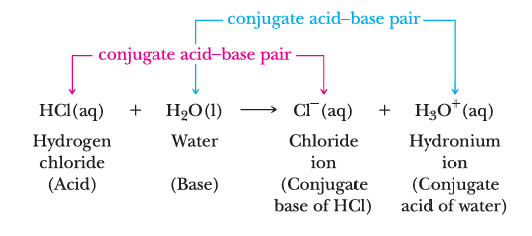 conjugate acid–base pair
conjugate acid–base pair
HCl(aq) + H₂O(l) ⟶ Cl⁻(aq) + H₃O⁺(aq)
Hydrogen Water Chloride Hydronium
chloride ion ion
(Acid) (Base) (Conjugate (Conjugate
base of HCl) acid of water)